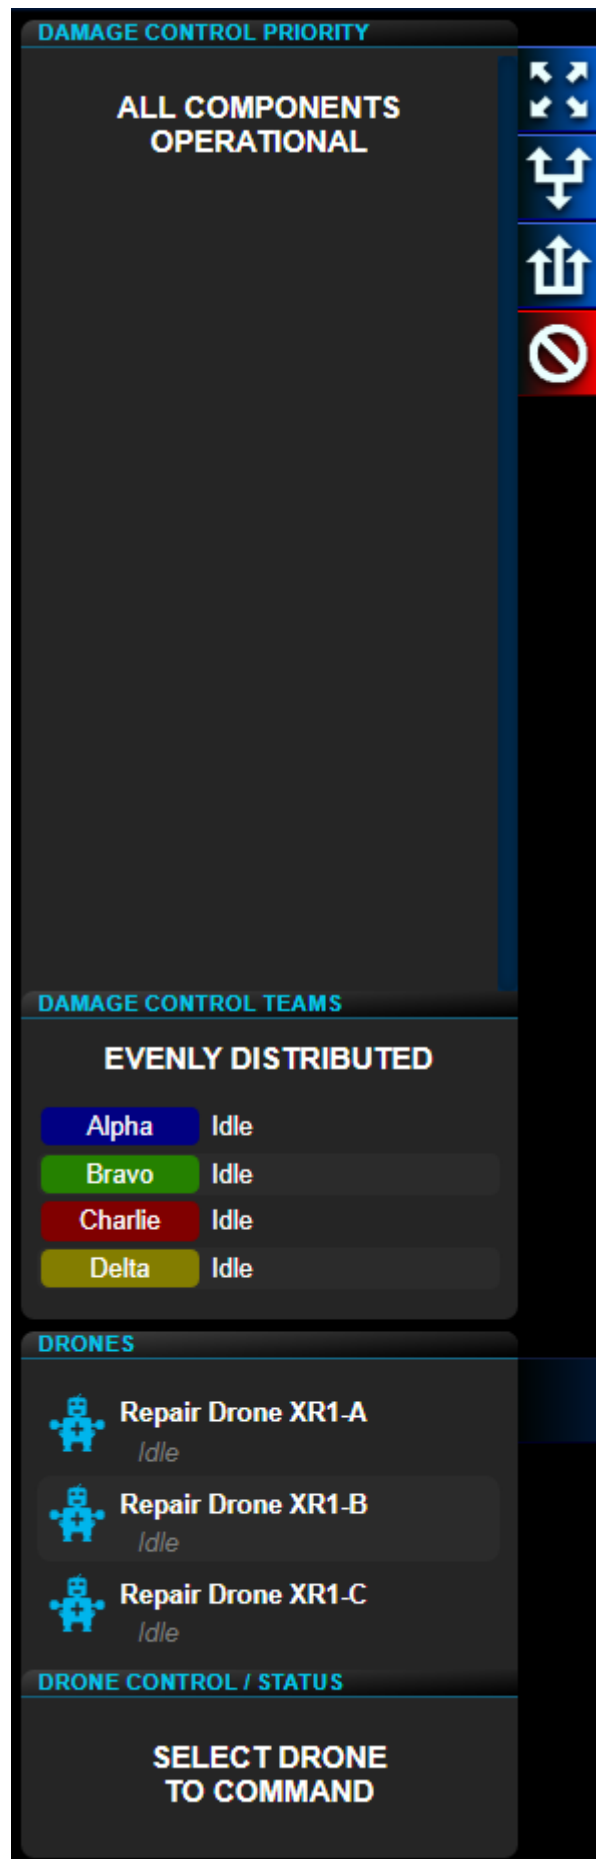 DAMAGE CONTROL PRIORITY
ALL COMPONENTS
OPERATIONAL
DAMAGE CONTROL TEAMS
EVENLY DISTRIBUTED
Alpha Idle
Bravo Idle
Charlie Idle
Delta Idle
DRONES
Repair Drone XR1-A
Idle
Repair Drone XR1-B
Idle
Repair Drone XR1-C
Idle
DRONE CONTROL / STATUS
SELECT DRONE
TO COMMAND